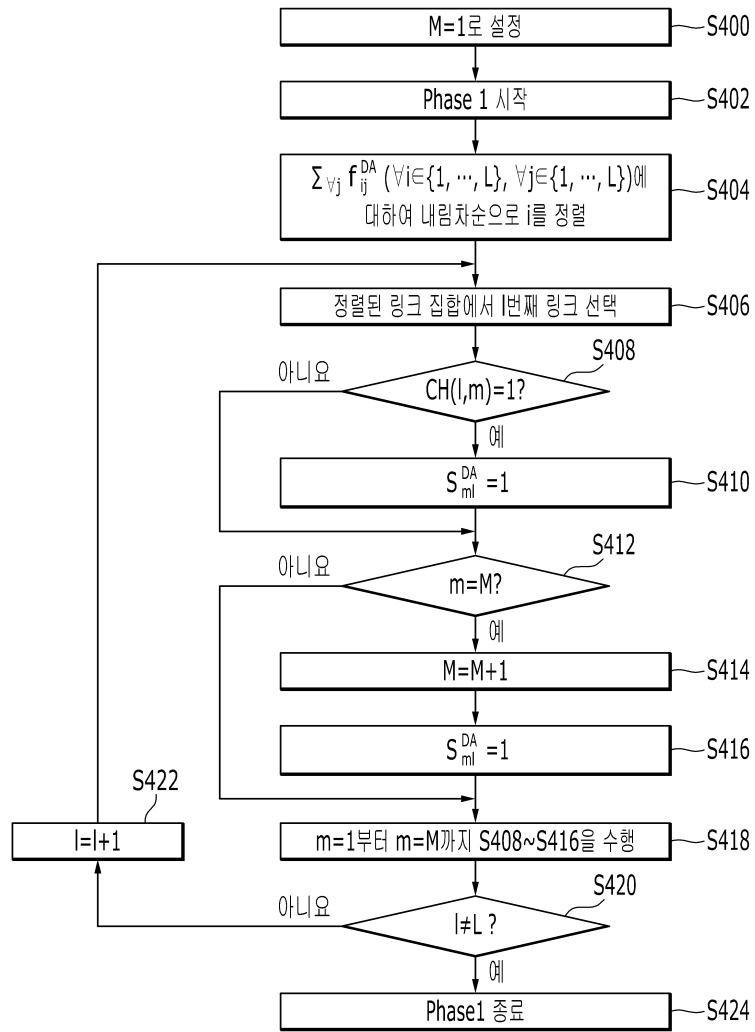 M=1로 설정
S400
Phase 1 시작
S402
∑∀j f ij DA (∀i∈{1, ⋯, L}, ∀j∈{1, ⋯, L})에
대하여 내림차순으로 i를 정렬
S404
정렬된 링크 집합에서 l번째 링크 선택
S406
S408
아니요
CH(l,m)=1?
예
S ml DA =1
S410
S412
아니요
m=M?
예
M=M+1
S414
S ml DA =1
S416
S422
l=l+1
m=1부터 m=M까지 S408~S416을 수행
S418
S420
아니요
l≠L ?
예
Phase1 종료
S424